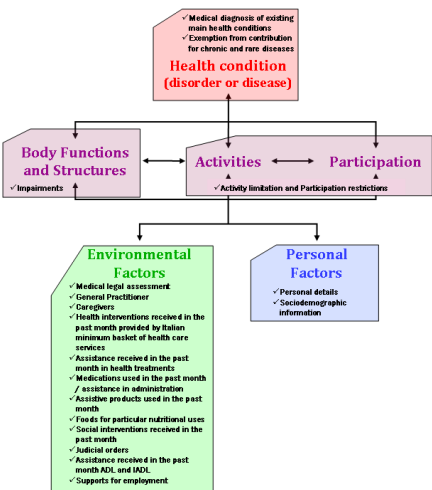 ✓Medical diagnosis of existing
main health conditions
✓Exemption from contribution
for chronic and rare diseases
Health condition
(disorder or disease)
Body Functions
and Structures
✓Impairments
Activities
Participation
✓Activity limitation and Participation restrictions
Environmental
Factors
✓Medical legal assessment
✓General Practitioner
✓Caregivers
✓Health interventions received in the
past month provided by Italian
minimum basket of health care
services
✓Assistance received in the past
month in health treatments
✓Medications used in the past month
/ assistance in administration
✓Assistive products used in the past
month
✓Foods for particular nutritional uses
✓Social interventions received in the
past month
✓Judicial orders
✓Assistance received in the past
month ADL and IADL
✓Supports for employment
Personal
Factors
✓Personal details
✓Sociodemographic
information